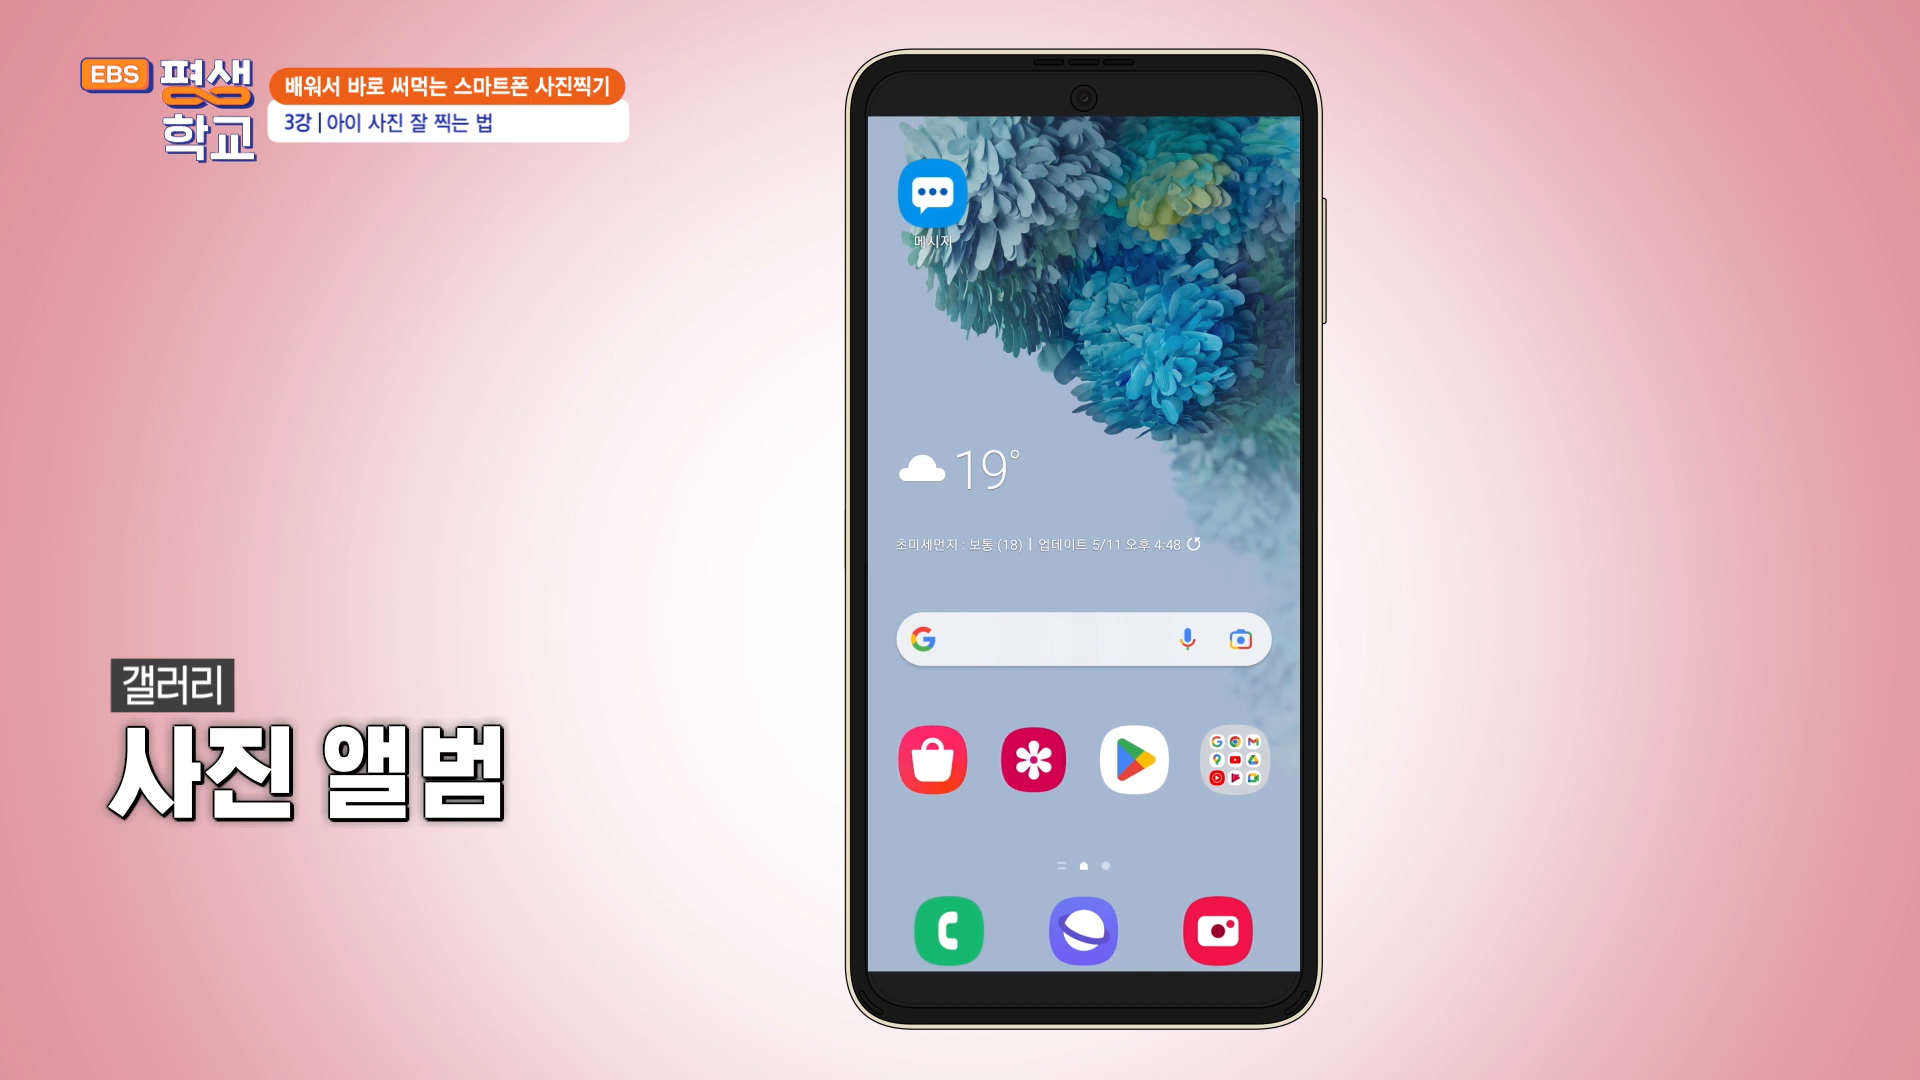 EBS 평생
학교
배워서 바로 써먹는 스마트폰 사진찍기
3강 | 아이 사진 잘 찍는 법
메시지
19°
초미세먼지 : 보통 (18) | 업데이트 5/11 오후 4:48
갤러리
사진 앨범